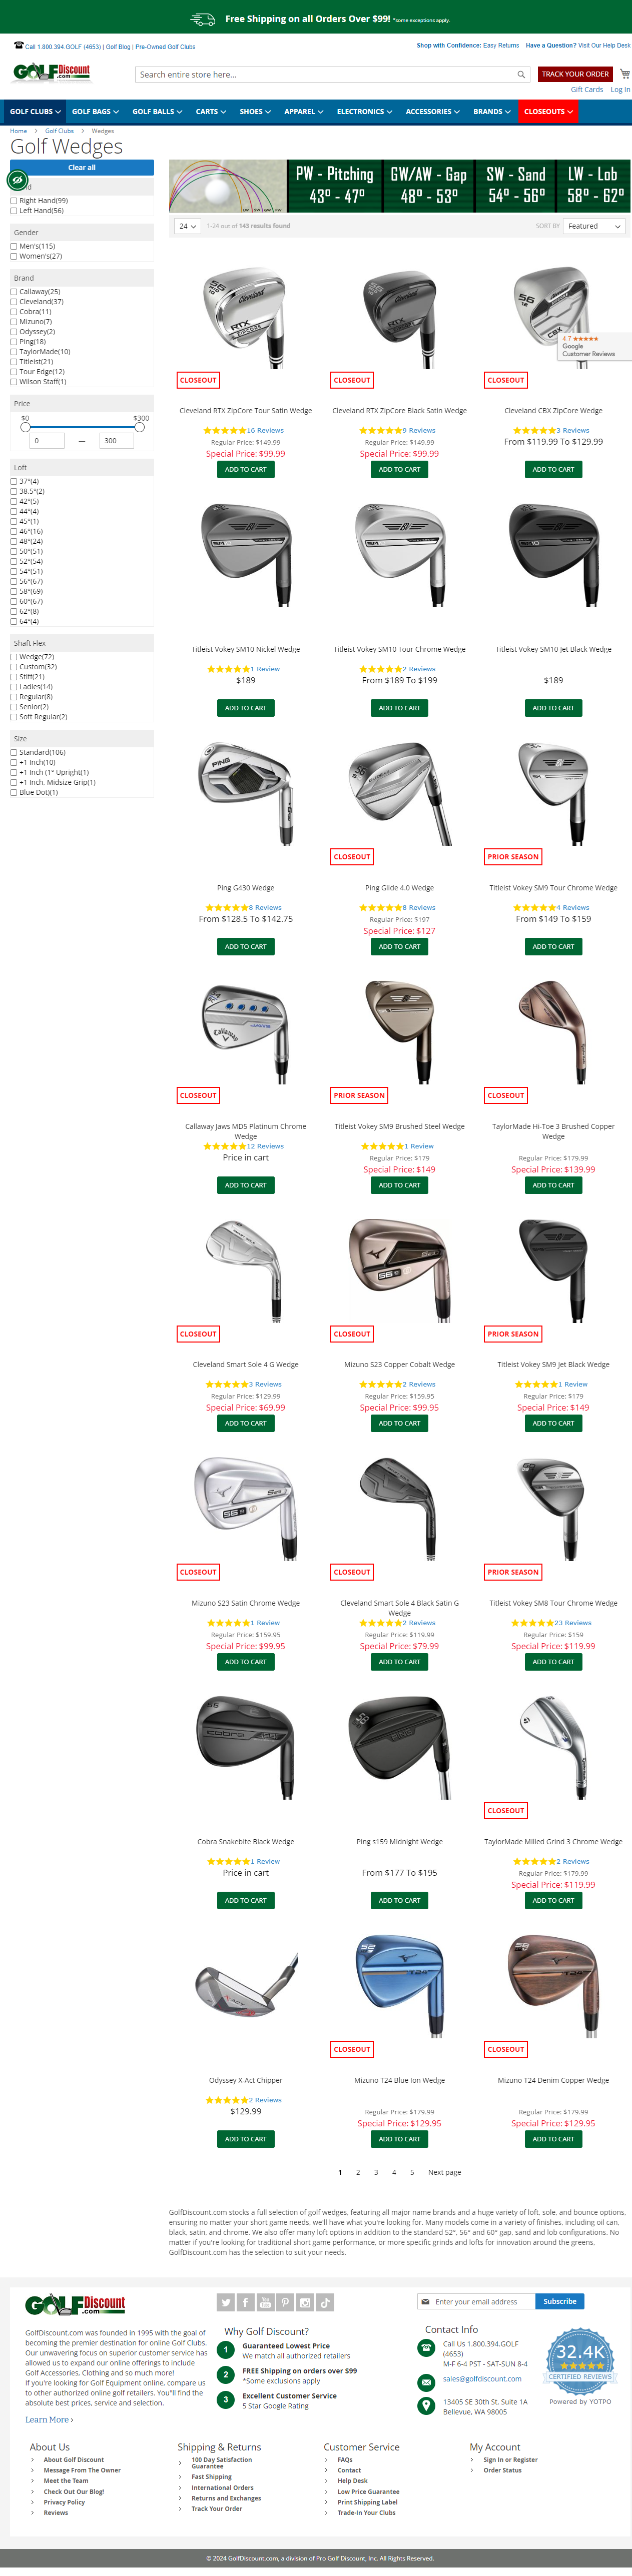 Free Shipping on all Orders Over $99! *some exceptions apply.
Call 1.800.394.GOLF (4653) | Golf Blog | Pre-Owned Golf Clubs
Shop with Confidence: Easy Returns Have a Question? Visit Our Help Desk
GOLF Discount .com
Search entire store here...
TRACK YOUR ORDER
Gift Cards Log In
GOLF CLUBS GOLF BAGS GOLF BALLS CARTS SHOES APPAREL ELECTRONICS ACCESSORIES BRANDS CLOSEOUTS
Home > Golf Clubs > Wedges
Golf Wedges
Clear all
Right Hand(99)
Left Hand(56)
Gender
Men's(115)
Women's(27)
Brand
Callaway(25)
Cleveland(37)
Cobra(11)
Mizuno(7)
Odyssey(2)
Ping(18)
TaylorMade(10)
Titleist(21)
Tour Edge(12)
Wilson Staff(1)
Price
$0 $300
0 — 300
Loft
37°(4)
38.5°(2)
42°(5)
44°(4)
45°(1)
46°(16)
48°(24)
50°(51)
52°(54)
54°(51)
56°(67)
58°(69)
60°(67)
62°(8)
64°(4)
Shaft Flex
Wedge(72)
Custom(32)
Stiff(21)
Ladies(14)
Regular(8)
Senior(2)
Soft Regular(2)
Size
Standard(106)
+1 Inch(10)
+1 Inch (1° Upright(1)
+1 Inch, Midsize Grip(1)
Blue Dot)(1)
PW - Pitching GW/AW - Gap SW - Sand LW - Lob
43° - 47° 48° - 53° 54° - 56° 58° - 62°
24 1-24 out of 143 results found SORT BY Featured
4.7
Google
Customer Reviews
CLOSEOUT CLOSEOUT CLOSEOUT
Cleveland RTX ZipCore Tour Satin Wedge Cleveland RTX ZipCore Black Satin Wedge Cleveland CBX ZipCore Wedge
16 Reviews 9 Reviews 3 Reviews
Regular Price: $149.99 Regular Price: $149.99 From $119.99 To $129.99
Special Price: $99.99 Special Price: $99.99
ADD TO CART ADD TO CART ADD TO CART
Titleist Vokey SM10 Nickel Wedge Titleist Vokey SM10 Tour Chrome Wedge Titleist Vokey SM10 Jet Black Wedge
1 Review 2 Reviews
$189 From $189 To $199 $189
ADD TO CART ADD TO CART ADD TO CART
CLOSEOUT PRIOR SEASON
Ping G430 Wedge Ping Glide 4.0 Wedge Titleist Vokey SM9 Tour Chrome Wedge
8 Reviews 8 Reviews 4 Reviews
From $128.5 To $142.75 Regular Price: $197 From $149 To $159
Special Price: $127
ADD TO CART ADD TO CART ADD TO CART
CLOSEOUT PRIOR SEASON CLOSEOUT
Callaway Jaws MD5 Platinum Chrome Wedge Titleist Vokey SM9 Brushed Steel Wedge TaylorMade Hi-Toe 3 Brushed Copper Wedge
12 Reviews 1 Review
Price in cart Regular Price: $179 Regular Price: $179.99
Special Price: $149 Special Price: $139.99
ADD TO CART ADD TO CART ADD TO CART
CLOSEOUT CLOSEOUT PRIOR SEASON
Cleveland Smart Sole 4 G Wedge Mizuno S23 Copper Cobalt Wedge Titleist Vokey SM9 Jet Black Wedge
3 Reviews 2 Reviews 1 Review
Regular Price: $129.99 Regular Price: $159.95 Regular Price: $179
Special Price: $69.99 Special Price: $99.95 Special Price: $149
ADD TO CART ADD TO CART ADD TO CART
CLOSEOUT CLOSEOUT PRIOR SEASON
Mizuno S23 Satin Chrome Wedge Cleveland Smart Sole 4 Black Satin G Wedge Titleist Vokey SM8 Tour Chrome Wedge
1 Review 2 Reviews 23 Reviews
Regular Price: $159.95 Regular Price: $119.99 Regular Price: $159
Special Price: $99.95 Special Price: $79.99 Special Price: $119.99
ADD TO CART ADD TO CART ADD TO CART
CLOSEOUT
Cobra Snakebite Black Wedge Ping s159 Midnight Wedge TaylorMade Milled Grind 3 Chrome Wedge
1 Review 2 Reviews
Price in cart From $177 To $195 Regular Price: $179.99
Special Price: $119.99
ADD TO CART ADD TO CART ADD TO CART
CLOSEOUT CLOSEOUT
Odyssey X-Act Chipper Mizuno T24 Blue Ion Wedge Mizuno T24 Denim Copper Wedge
2 Reviews
$129.99 Regular Price: $179.99 Regular Price: $179.99
Special Price: $129.95 Special Price: $129.95
ADD TO CART ADD TO CART ADD TO CART
1 2 3 4 5 Next page
GolfDiscount.com stocks a full selection of golf wedges, featuring all major name brands and a huge variety of loft, sole, and bounce options,
ensuring no matter your short game needs, we'll have what you're looking for. Many models come in a variety of finishes, including oil can,
black, satin, and chrome. We also offer many loft options in addition to the standard 52°, 56° and 60° gap, sand and lob configurations. No
matter if you're looking for traditional short game performance, or more specific grinds and lofts for innovation around the greens,
GolfDiscount.com has the selection to suit your needs.
GOLF Discount .com
GolfDiscount.com was founded in 1995 with the goal of
becoming the premier destination for online Golf Clubs.
Our unwavering focus on superior customer service has
allowed us to expand our online offerings to include
Golf Accessories, Clothing and so much more!
If you're looking for Golf Equipment online, compare us
to other authorized online golf retailers. You"ll find the
absolute best prices, service and selection.
Learn More >
Why Golf Discount?
1 Guaranteed Lowest Price
We match all authorized retailers
2 FREE Shipping on orders over $99
*Some exclusions apply
3 Excellent Customer Service
5 Star Google Rating
Enter your email address Subscribe
Contact Info
Call Us 1.800.394.GOLF
(4653)
M-F 6-4 PST - SAT-SUN 8-4
sales@golfdiscount.com
13405 SE 30th St, Suite 1A
Bellevue, WA 98005
32.4K
CERTIFIED REVIEWS
Powered by YOTPO
About Us
About Golf Discount
Message From The Owner
Meet the Team
Check Out Our Blog!
Privacy Policy
Reviews
Shipping & Returns
100 Day Satisfaction
Guarantee
Fast Shipping
International Orders
Returns and Exchanges
Track Your Order
Customer Service
FAQs
Contact
Help Desk
Low Price Guarantee
Print Shipping Label
Trade-In Your Clubs
My Account
Sign In or Register
Order Status
© 2024 GolfDiscount.com, a division of Pro Golf Discount, Inc. All Rights Reserved.